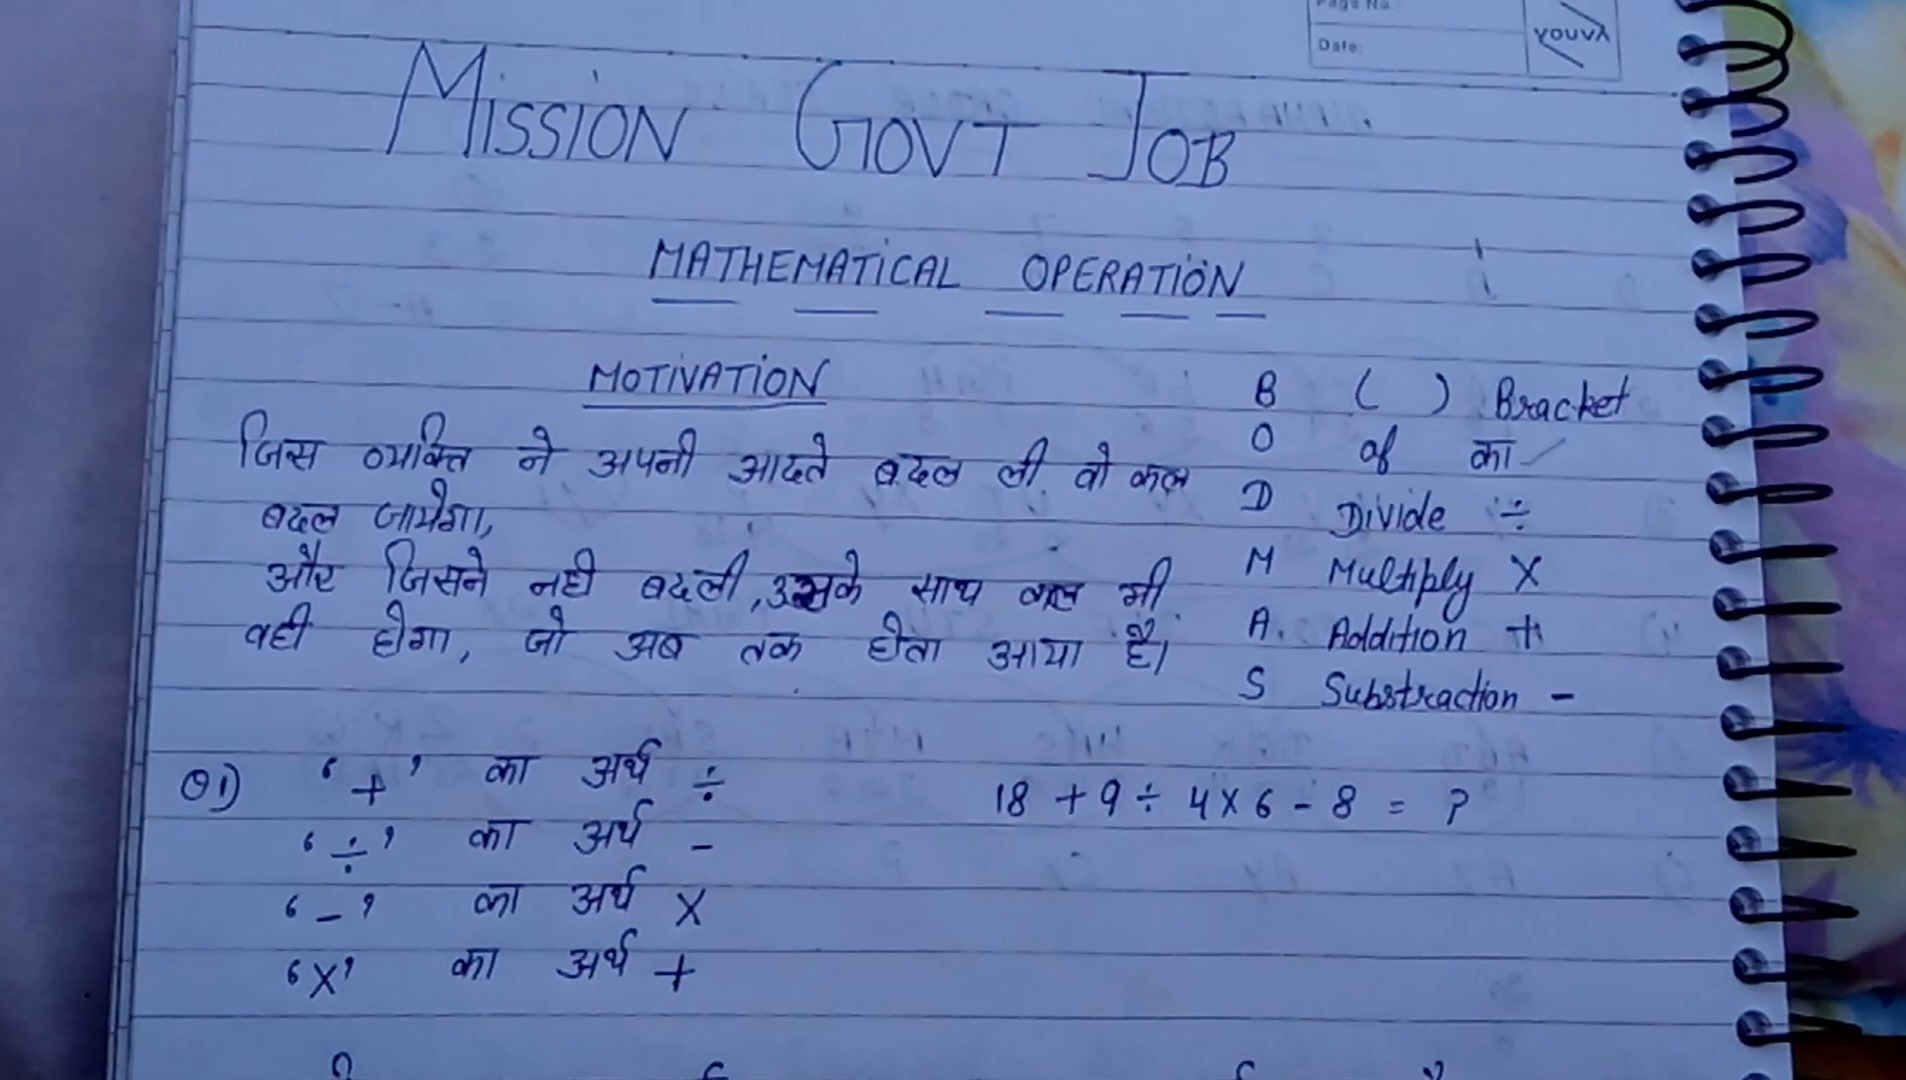 Page No.
Date:
YOUVA
MISSION GOVT JOB
MATHEMATICAL OPERATION
MOTIVATION
जिस व्यक्ति ने अपनी आदते बदल ली वो कल
बदल जायेगा,
और जिसने नही बदली, उसके साथ कल भी
वही होगा, जो अब तक होता आया है।
B ( ) Bracket
O of का
D Divide ÷
M Multiply X
A. Addition +
S Substraction -
Q1) '+' का अर्थ ÷
'÷' का अर्थ -
'-' का अर्थ X
'X' का अर्थ +
18 + 9 ÷ 4 X 6 - 8 = ?